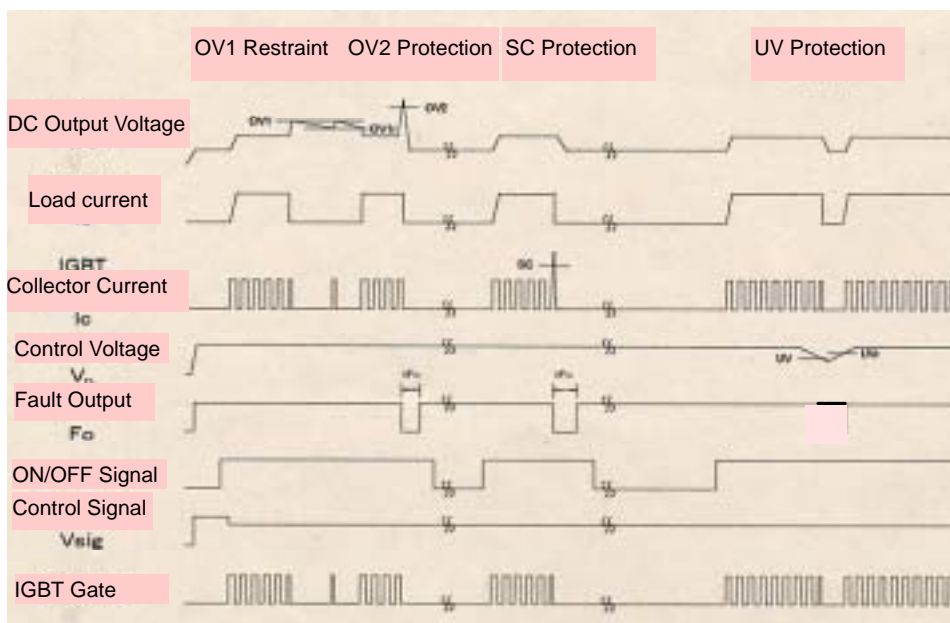 OV1 Restraint OV2 Protection SC Protection UV Protection
OV2
DC Output Voltage
OV1
Load current
IGBT
SC
Collector Current
Ic
Control Voltage
UV
Fault Output
Fo
ON/OFF Signal
Control Signal
Vsig
IGBT Gate